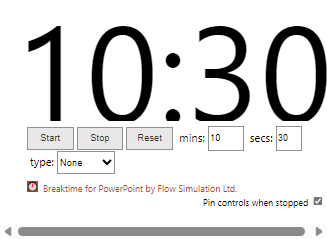 10:30
Start Stop Reset mins: 10 secs: 30
type: None
Breaktime for PowerPoint by Flow Simulation Ltd.
Pin controls when stopped